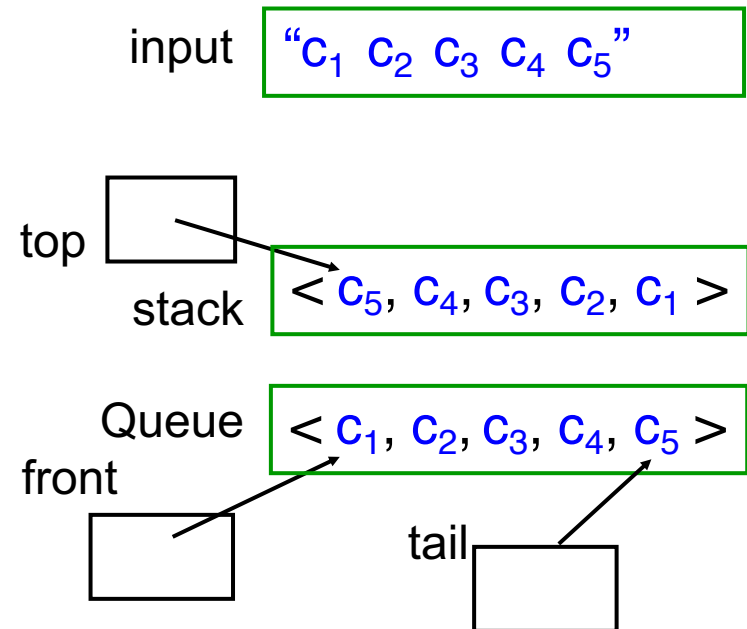 input “c₁ c₂ c₃ c₄ c₅”
top
stack < c₅, c₄, c₃, c₂, c₁ >
Queue < c₁, c₂, c₃, c₄, c₅ >
front
tail